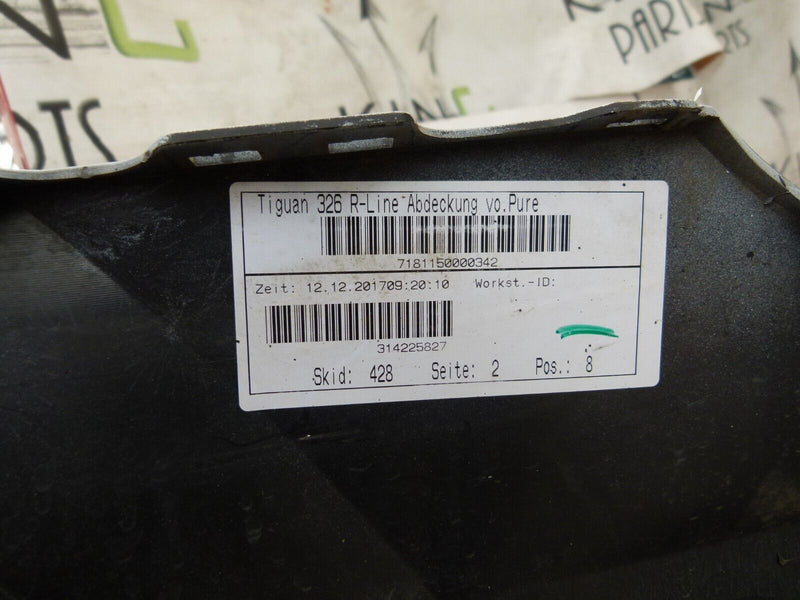 PARTS
KING
Tiguan 326 R-Line Abdeckung vo.Pure
7181150000342
Zeit: 12.12.201709:20:10 Workst.-ID:
314225827
Skid: 428 Seite: 2 Pos.: 8